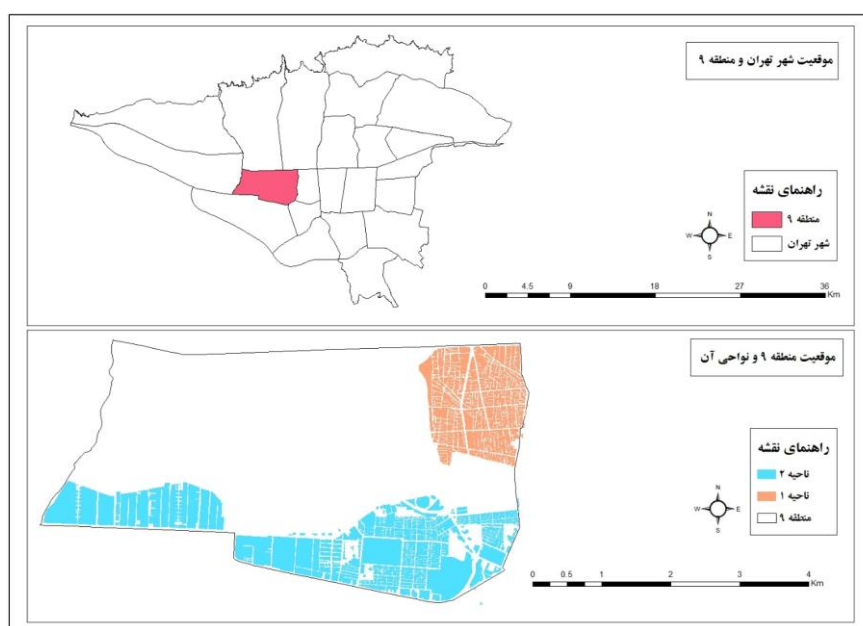 موقعیت شهر تهران و منطقه ۹
راهنمای نقشه
منطقه ۹
شهر تهران
N
W
E
S
0 4.5 9 18 27 36
Km
موقعیت منطقه ۹ و نواحی آن
راهنمای نقشه
ناحیه ۲
ناحیه ۱
منطقه ۹
N
W
E
S
0 0.5 1 2 3 4
Km